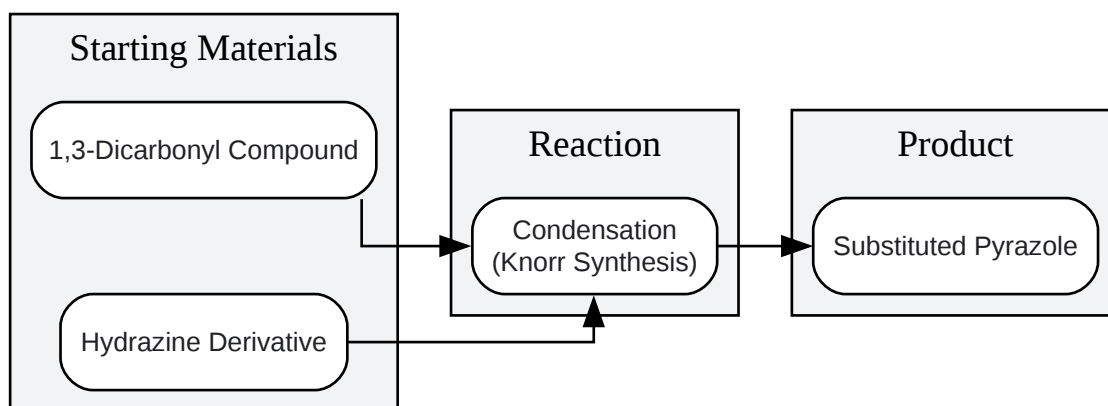 Starting Materials
1,3-Dicarbonyl Compound
Hydrazine Derivative
Reaction
Condensation
(Knorr Synthesis)
Product
Substituted Pyrazole